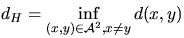 $d_H = \inf_{(x,y)\in\mathcal{A}^2, x\neq y} d(x,y)$